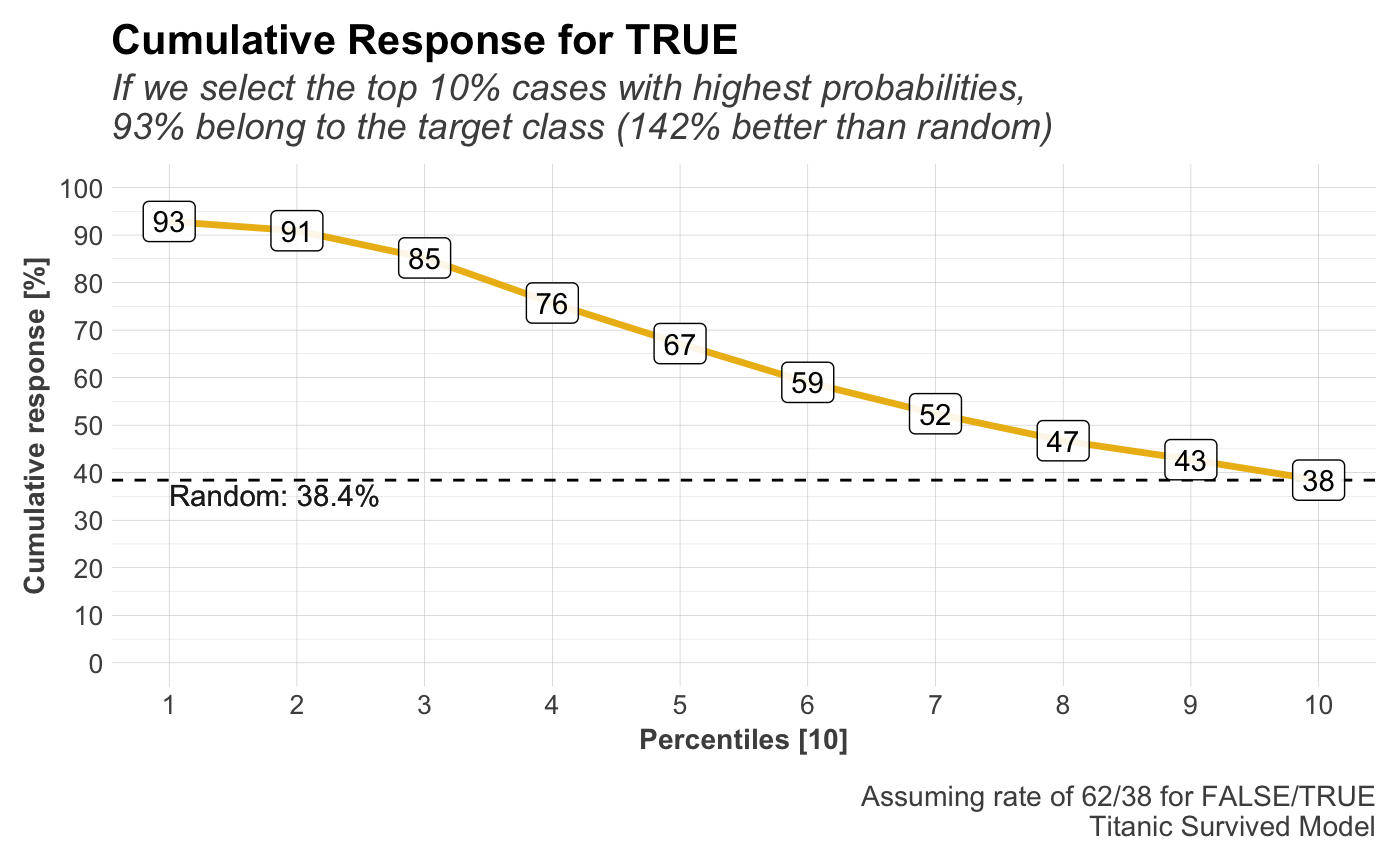 Cumulative Response for TRUE
If we select the top 10% cases with highest probabilities,
93% belong to the target class (142% better than random)
Cumulative response [%]
100
90
80
70
60
50
40
30
20
10
0
93
91
85
76
67
59
52
47
43
38
Random: 38.4%
1 2 3 4 5 6 7 8 9 10
Percentiles [10]
Assuming rate of 62/38 for FALSE/TRUE
Titanic Survived Model